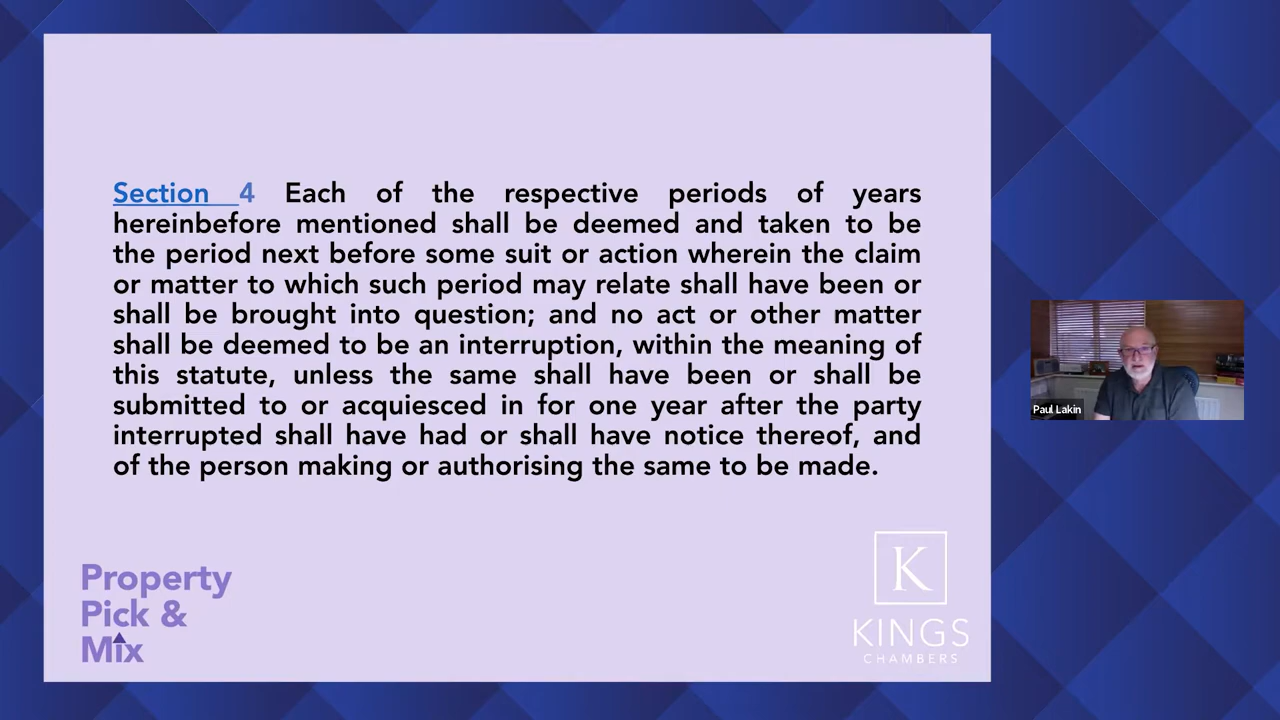 Section 4 Each of the respective periods of years
hereinbefore mentioned shall be deemed and taken to be
the period next before some suit or action wherein the claim
or matter to which such period may relate shall have been or
shall be brought into question; and no act or other matter
shall be deemed to be an interruption, within the meaning of
this statute, unless the same shall have been or shall be
submitted to or acquiesced in for one year after the party
interrupted shall have had or shall have notice thereof, and
of the person making or authorising the same to be made.
Paul Lakin
Property
Pick &
Mix
K
KINGS
CHAMBERS